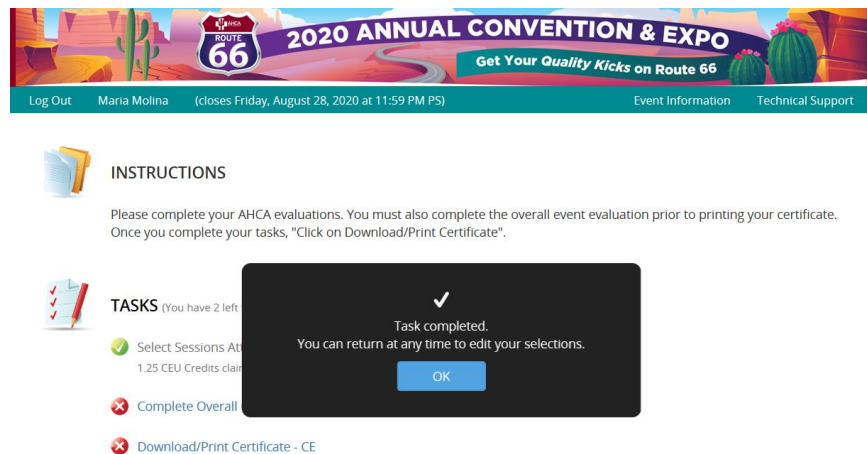 AHCA
ROUTE
66
2020 ANNUAL CONVENTION & EXPO
Get Your Quality Kicks on Route 66
Log Out Maria Molina (closes Friday, August 28, 2020 at 11:59 PM PS) Event Information Technical Support
INSTRUCTIONS
Please complete your AHCA evaluations. You must also complete the overall event evaluation prior to printing your certificate.
Once you complete your tasks, "Click on Download/Print Certificate".
TASKS (You have 2 left
Task completed.
You can return at any time to edit your selections.
OK
Select Sessions At
1.25 CEU Credits clai
Complete Overall
Download/Print Certificate - CE